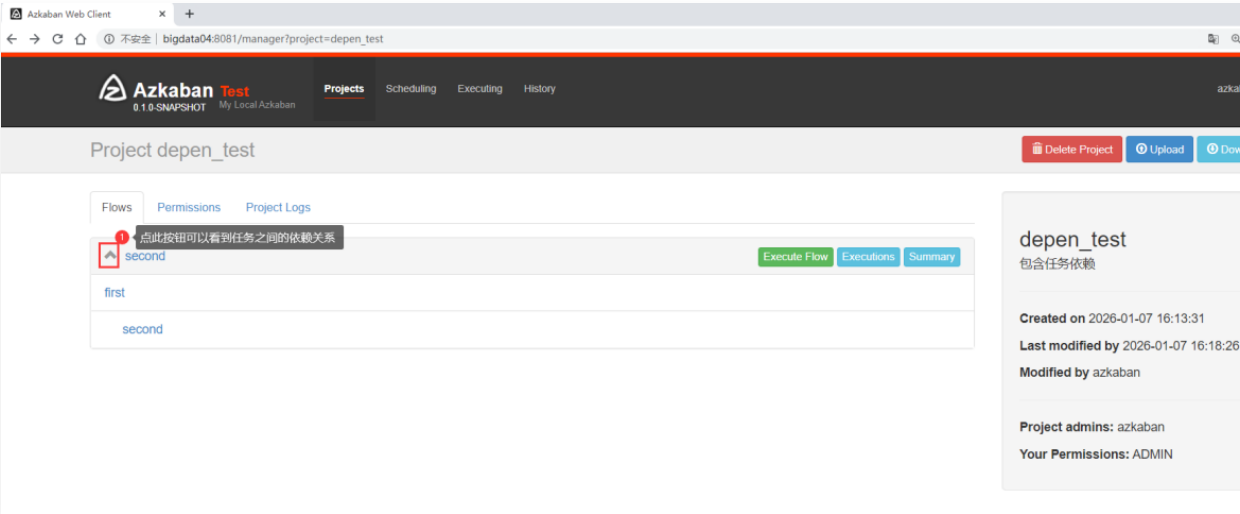 Azkaban Web Client
不安全 | bigdata04:8081/manager?project=depen_test
Azkaban Test
0.1.0-SNAPSHOT My Local Azkaban
Projects Scheduling Executing History
azka
Project depen_test
Delete Project Upload Dow
Flows Permissions Project Logs
1 点此按钮可以看到任务之间的依赖关系
second
Execute Flow Executions Summary
first
second
depen_test
包含任务依赖
Created on 2026-01-07 16:13:31
Last modified by 2026-01-07 16:18:26
Modified by azkaban
Project admins: azkaban
Your Permissions: ADMIN